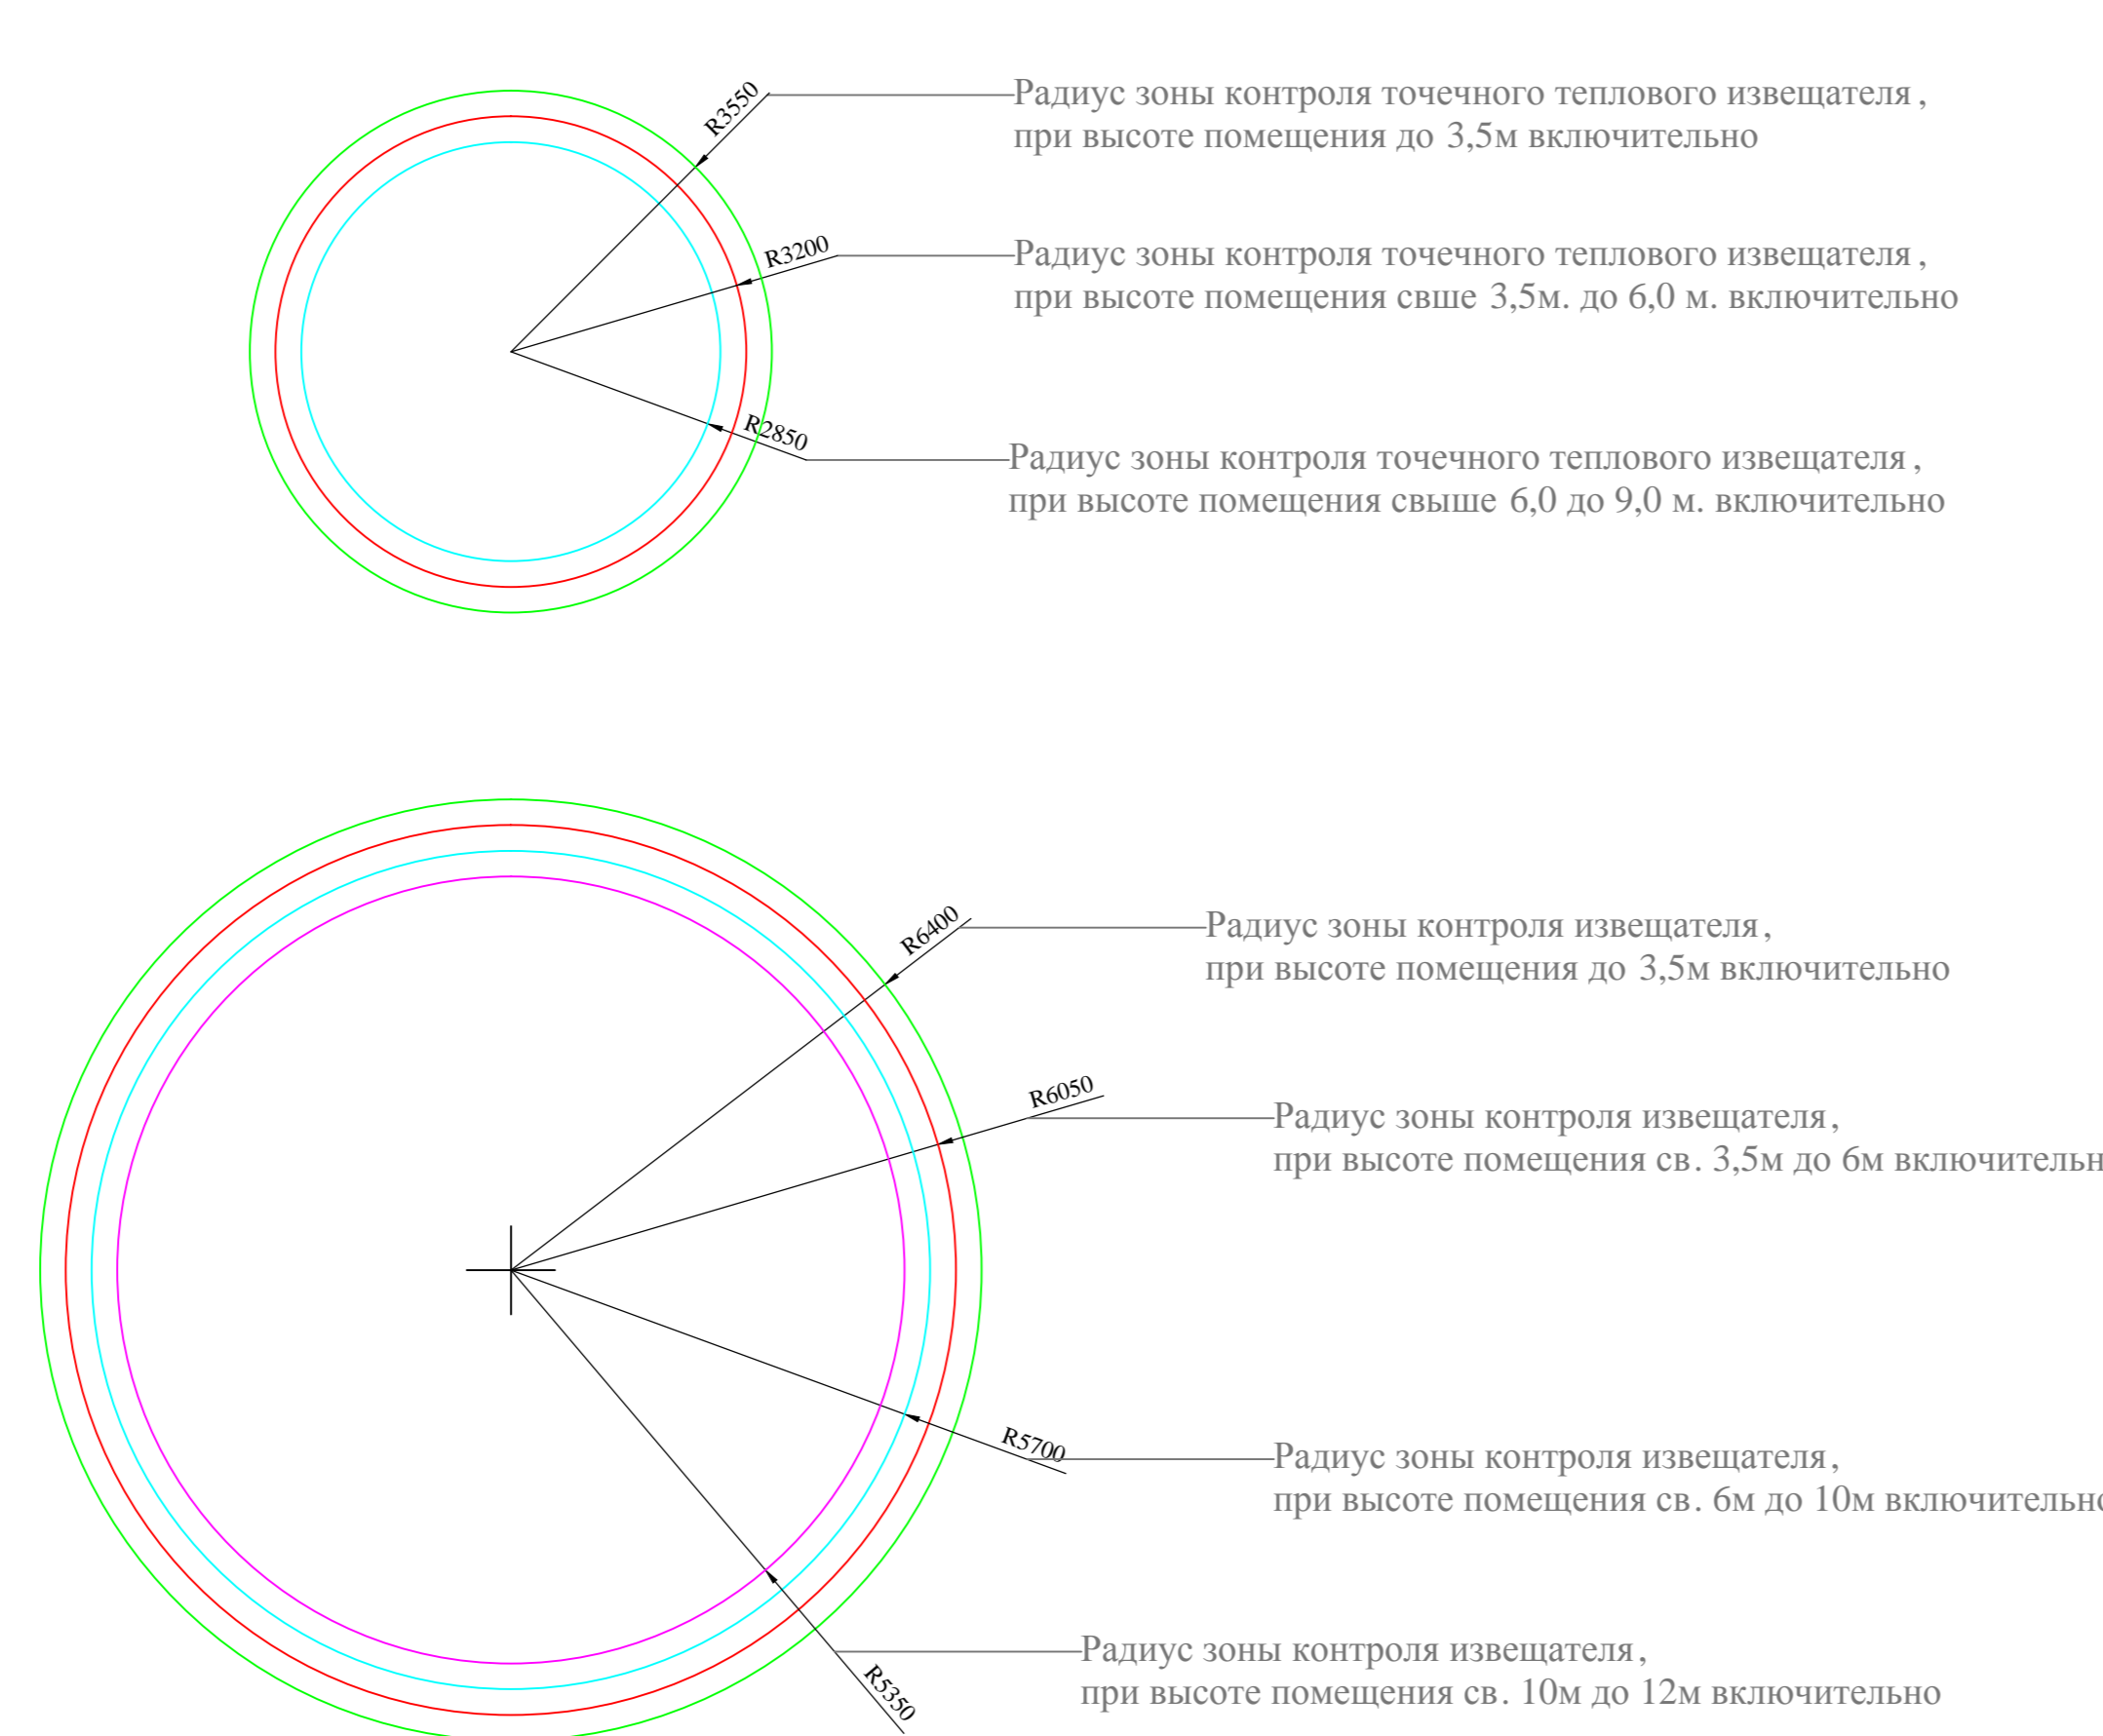 R3550
Радиус зоны контроля точечного теплового извещателя,
при высоте помещения до 3,5м включительно
R3200
Радиус зоны контроля точечного теплового извещателя,
при высоте помещения свше 3,5м. до 6,0 м. включительно
R2850
Радиус зоны контроля точечного теплового извещателя,
при высоте помещения свыше 6,0 до 9,0 м. включительно
R6400
Радиус зоны контроля извещателя,
при высоте помещения до 3,5м включительно
R6050
Радиус зоны контроля извещателя,
при высоте помещения св. 3,5м до 6м включительн
R5700
Радиус зоны контроля извещателя,
при высоте помещения св. 6м до 10м включительно
R5350
Радиус зоны контроля извещателя,
при высоте помещения св. 10м до 12м включительно